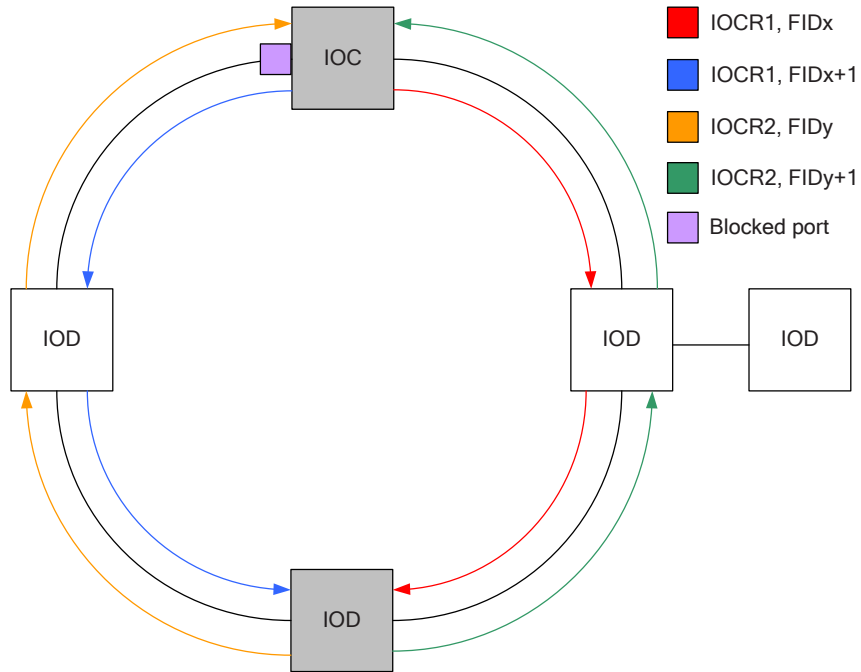 IOC
IOCR1, FIDx
IOCR1, FIDx+1
IOCR2, FIDy
IOCR2, FIDy+1
Blocked port
IOD
IOD
IOD
IOD